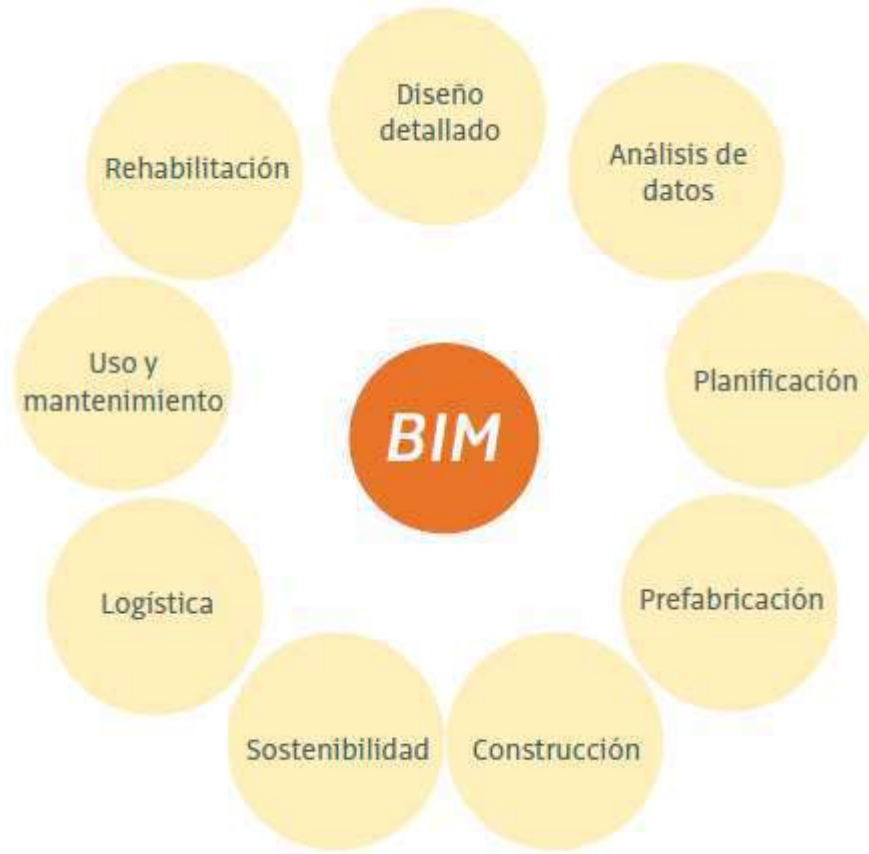 Diseño
detallado
Análisis de
datos
Planificación
Prefabricación
Construcción
Sostenibilidad
Logística
Uso y
mantenimiento
Rehabilitación
BIM